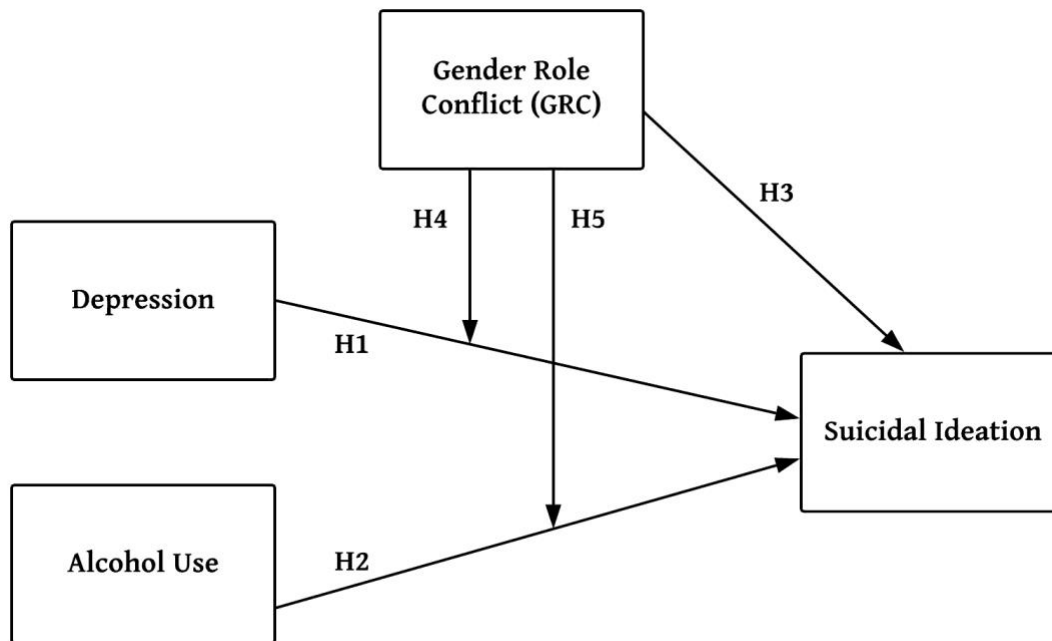 Gender Role
Conflict (GRC)
H3
H4
H5
Depression
H1
Suicidal Ideation
H2
Alcohol Use